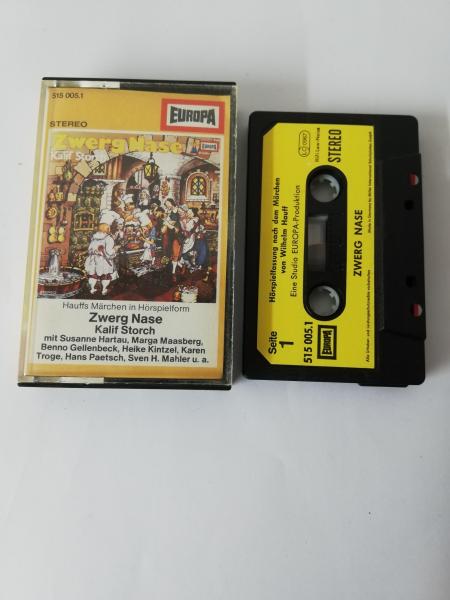 515 005.1
EUROPA
STEREO
Zwerg Nase
EUROPA
Kalif Stor
Hauffs Märchen in Hörspielform
Zwerg Nase
Kalif Storch
mit Susanne Hartau, Marga Maasberg,
Benno Gellenbeck, Heike Kintzel, Karen
Troge, Hans Paetsch, Sven H. Mahler u. a.
Seite
1
515 005.1
EUROPA
Hörspielfassung nach dem Märchen
von Wilhelm Hauff
Eine Studio EUROPA-Produktion
STEREO
ZWERG NASE